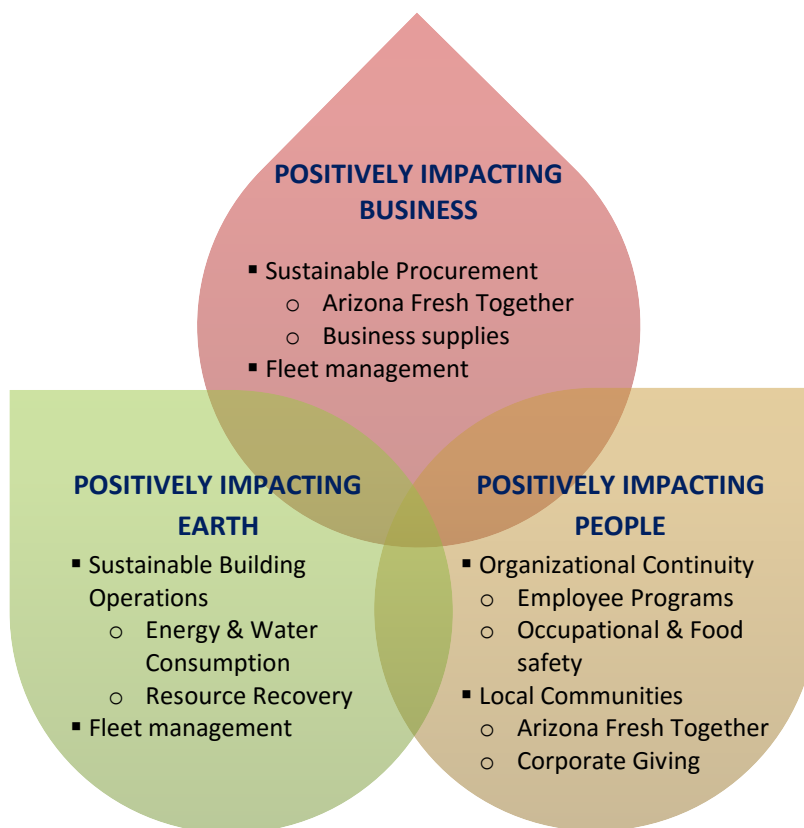 POSITIVELY IMPACTING
BUSINESS
▪ Sustainable Procurement
o Arizona Fresh Together
o Business supplies
▪ Fleet management
POSITIVELY IMPACTING
EARTH
▪ Sustainable Building
Operations
o Energy & Water
Consumption
o Resource Recovery
▪ Fleet management
POSITIVELY IMPACTING
PEOPLE
▪ Organizational Continuity
o Employee Programs
o Occupational & Food
safety
▪ Local Communities
o Arizona Fresh Together
o Corporate Giving